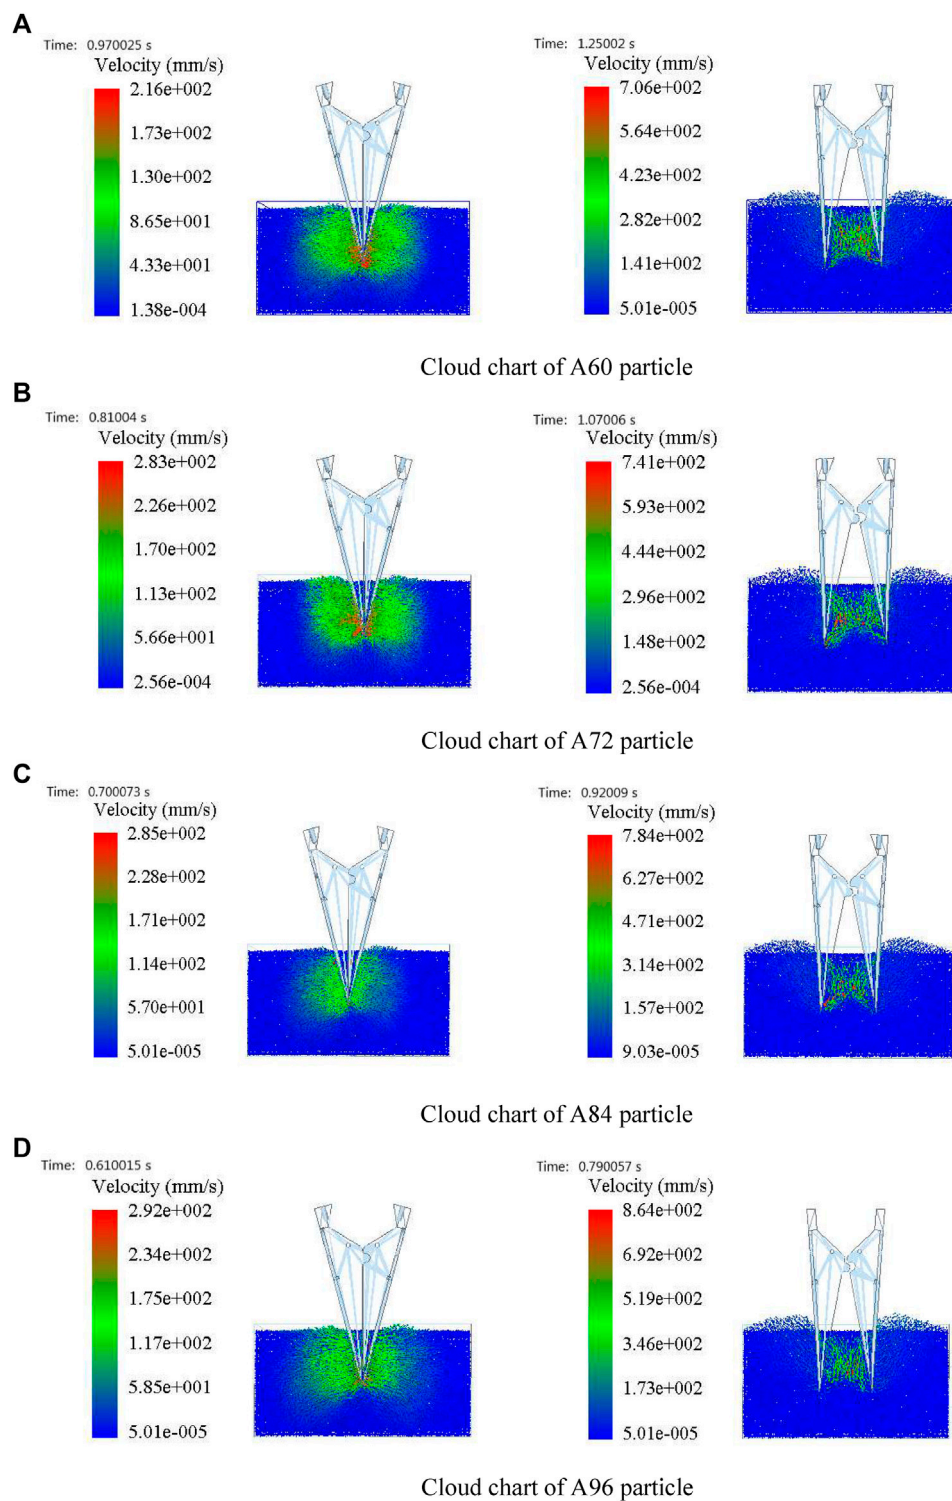 A
Time: 0.970025 s
Velocity (mm/s)
2.16e+002
1.73e+002
1.30e+002
8.65e+001
4.33e+001
1.38e-004
Time: 1.25002 s
Velocity (mm/s)
7.06e+002
5.64e+002
4.23e+002
2.82e+002
1.41e+002
5.01e-005
Cloud chart of A60 particle
B
Time: 0.81004 s
Velocity (mm/s)
2.83e+002
2.26e+002
1.70e+002
1.13e+002
5.66e+001
2.56e-004
Time: 1.07006 s
Velocity (mm/s)
7.41e+002
5.93e+002
4.44e+002
2.96e+002
1.48e+002
2.56e-004
Cloud chart of A72 particle
C
Time: 0.700073 s
Velocity (mm/s)
2.85e+002
2.28e+002
1.71e+002
1.14e+002
5.70e+001
5.01e-005
Time: 0.92009 s
Velocity (mm/s)
7.84e+002
6.27e+002
4.71e+002
3.14e+002
1.57e+002
9.03e-005
Cloud chart of A84 particle
D
Time: 0.610015 s
Velocity (mm/s)
2.92e+002
2.34e+002
1.75e+002
1.17e+002
5.85e+001
5.01e-005
Time: 0.790057 s
Velocity (mm/s)
8.64e+002
6.92e+002
5.19e+002
3.46e+002
1.73e+002
5.01e-005
Cloud chart of A96 particle